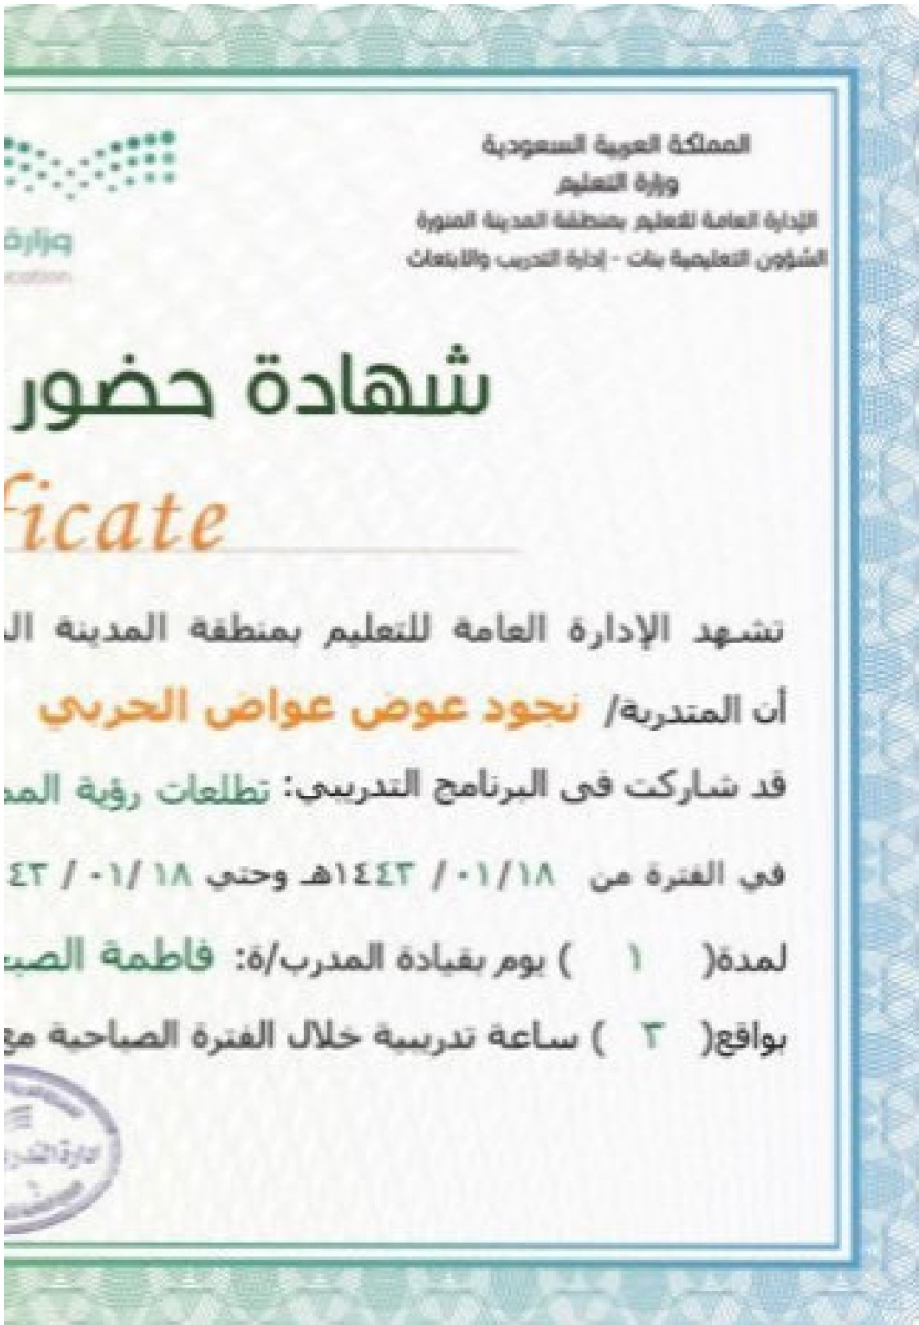 المملكة العربية السعودية
وزارة التعليم
الإدارة العامة للتعليم بمنطقة المدينة المنورة
الشؤون التعليمية بنات - إدارة التدريب والابتعاث
وزارة
شهادة حضور
ficate
تشهد الإدارة العامة للتعليم بمنطقة المدينة
أن المتدربة/ نجود عوض عواض الحربي
قد شاركت في البرنامج التدريبي: تطلعات رؤية
في الفترة من ١٨/٠١/ ١٤٤٣هـ وحتى ١٨ /٠١/ ٤٣
لمدة( ١ ) يوم بقيادة المدرب/ة: فاطمة
بواقع( ٣ ) ساعة تدريبية خلال الفترة الصباحية